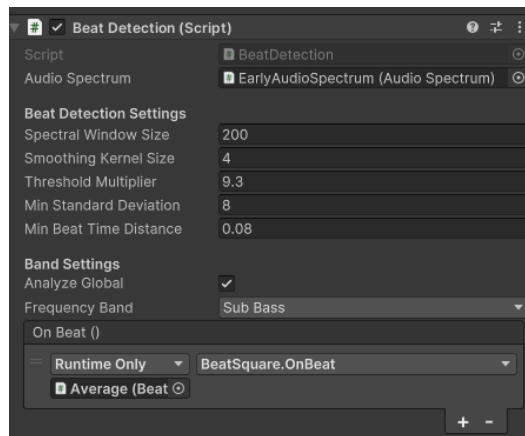 Beat Detection (Script)
Script BeatDetection
Audio Spectrum EarlyAudioSpectrum (Audio Spectrum)
Beat Detection Settings
Spectral Window Size 200
Smoothing Kernel Size 4
Threshold Multiplier 9.3
Min Standard Deviation 8
Min Beat Time Distance 0.08
Band Settings
Analyze Global
Frequency Band Sub Bass
On Beat ()
Runtime Only BeatSquare.OnBeat
Average (Beat
+ -